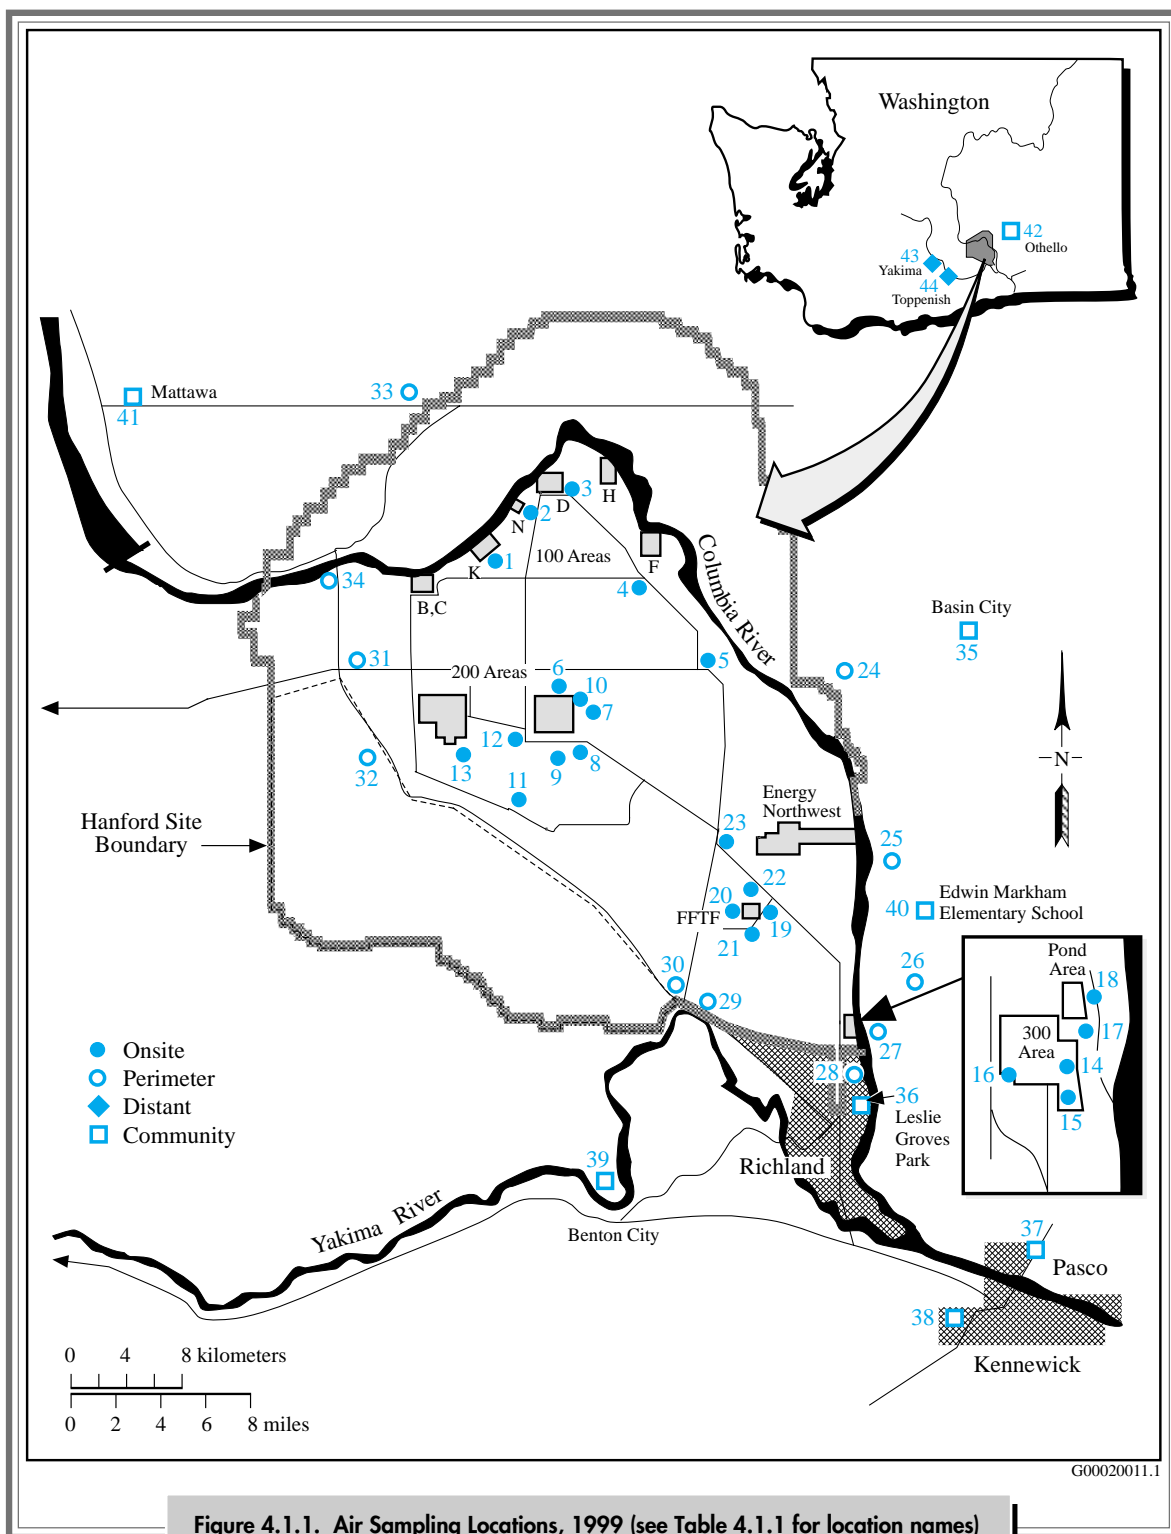 Washington
42
Othello
43
Yakima
44
Toppenish
33
Mattawa
41
3
H
D
2
N
1
100 Areas
K
F
34
4
B,C
Columbia River
Basin City
35
31
5
24
200 Areas
6
10
7
12
13
9
8
32
11
N
Energy
Northwest
Hanford Site
Boundary
23
25
22
20
FFTF
19
21
40
Edwin Markham
Elementary School
30
29
26
Pond
Area
18
300
Area
17
14
16
15
27
28
36
Leslie
Groves
Park
Onsite
Perimeter
Distant
Community
Richland
39
Yakima River
Benton City
37
Pasco
38
Kennewick
0 4 8 kilometers
0 2 4 6 8 miles
G00020011.1
Figure 4.1.1. Air Sampling Locations, 1999 (see Table 4.1.1 for location names)